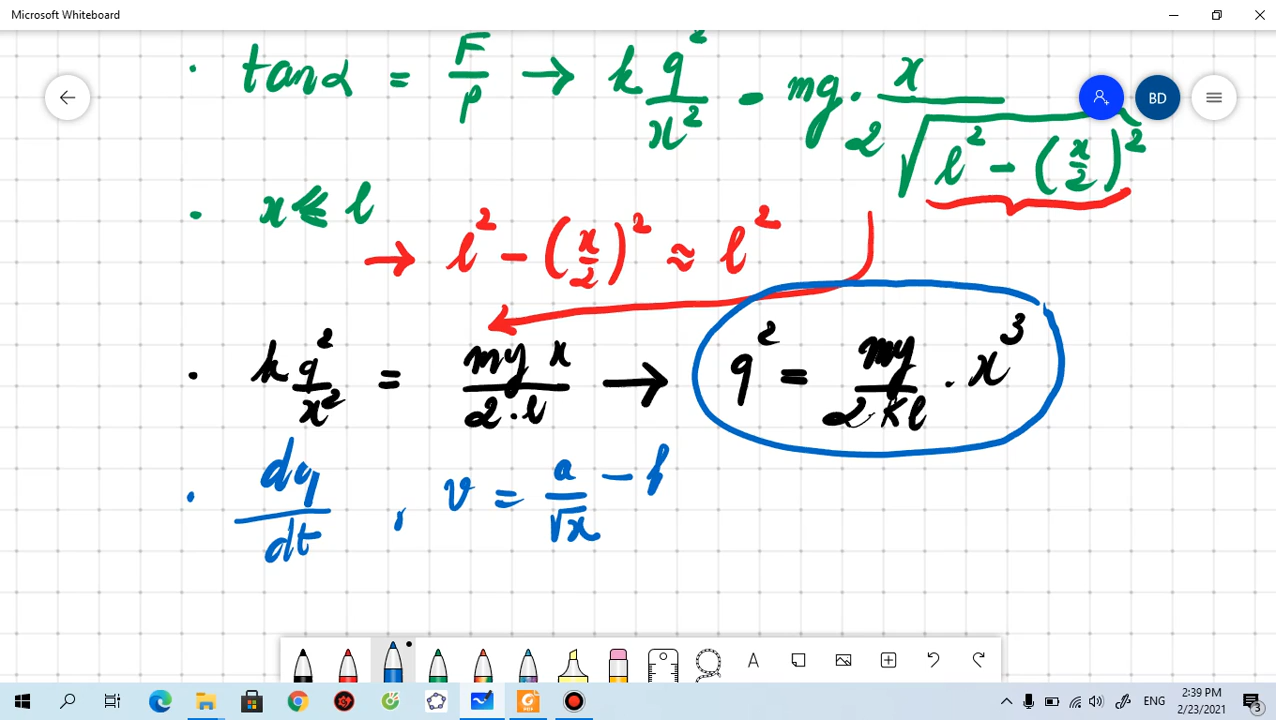 Microsoft Whiteboard
· tanα = F/P → k q²/x² = mg · x/(2√(l² − (x/2)²))
BD
· x ≪ l
→ l² − (x/2)² ≈ l²
· k q²/x² = mg x/(2·l) → q² = mg/(2kl) · x³
· dq/dt , v = a/√x −
A
ENG
2:39 PM
2/23/2021
3